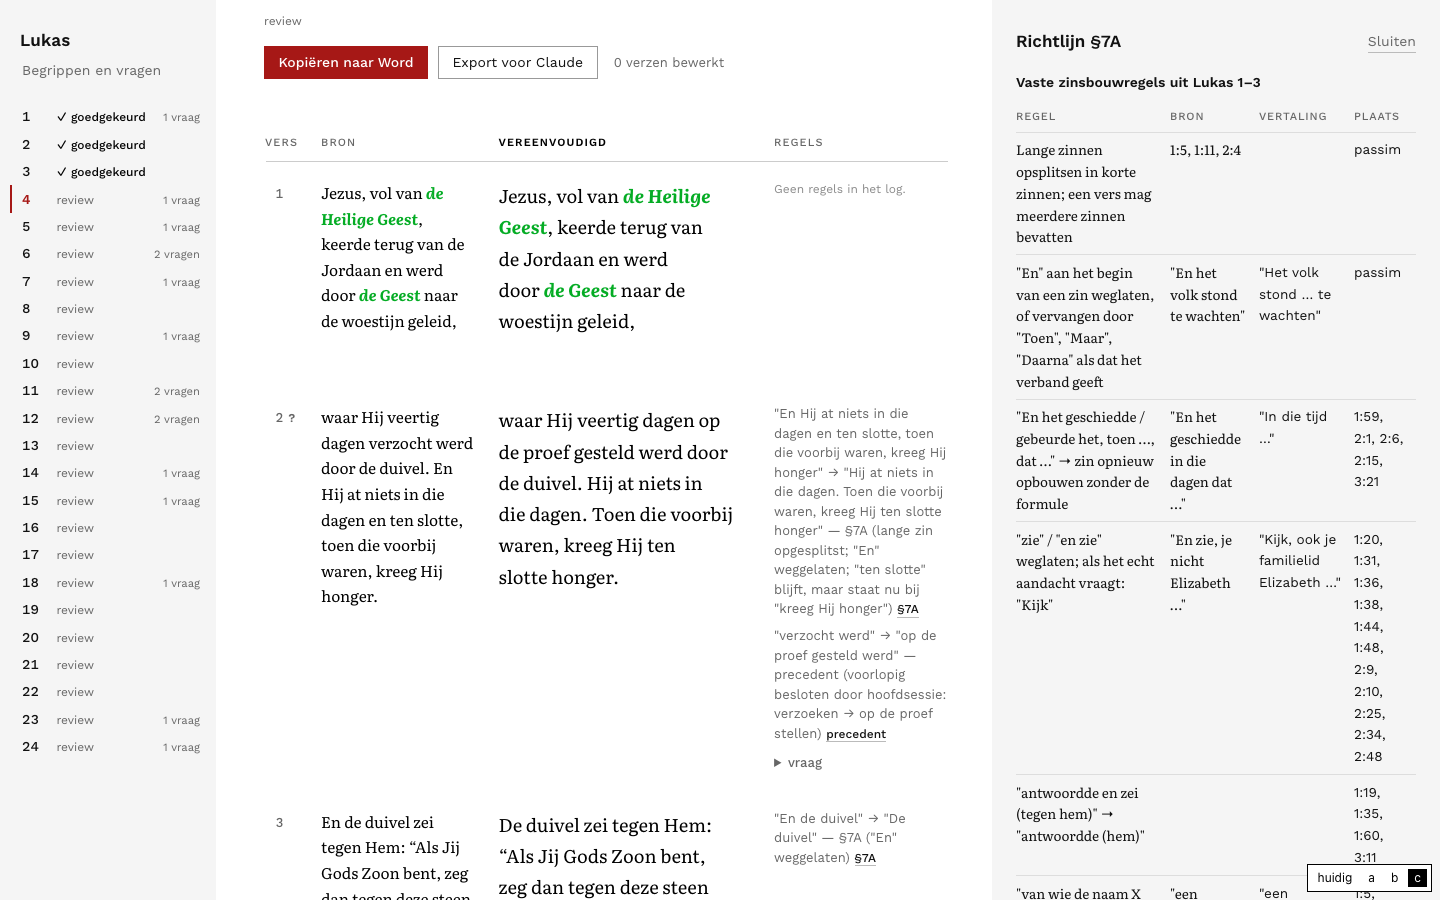 Lukas
Begrippen en vragen
1 ✓ goedgekeurd 1 vraag
2 ✓ goedgekeurd
3 ✓ goedgekeurd
4 review 1 vraag
5 review 1 vraag
6 review 2 vragen
7 review 1 vraag
8 review
9 review 1 vraag
10 review
11 review 2 vragen
12 review 2 vragen
13 review
14 review 1 vraag
15 review 1 vraag
16 review
17 review
18 review 1 vraag
19 review
20 review
21 review
22 review
23 review 1 vraag
24 review 1 vraag
review
Kopiëren naar Word Export voor Claude 0 verzen bewerkt
VERS BRON VEREENVOUDIGD REGELS
1
Jezus, vol van de
Heilige Geest,
keerde terug van de
Jordaan en werd
door de Geest naar
de woestijn geleid,
Jezus, vol van de Heilige
Geest, keerde terug van
de Jordaan en werd
door de Geest naar de
woestijn geleid,
Geen regels in het log.
2 ?
waar Hij veertig
dagen verzocht werd
door de duivel. En
Hij at niets in die
dagen en ten slotte,
toen die voorbij
waren, kreeg Hij
honger.
waar Hij veertig dagen op
de proef gesteld werd door
de duivel. Hij at niets in
die dagen. Toen die voorbij
waren, kreeg Hij ten
slotte honger.
"En Hij at niets in die
dagen en ten slotte, toen
die voorbij waren, kreeg Hij
honger" → "Hij at niets in
die dagen. Toen die voorbij
waren, kreeg Hij ten slotte
honger" — §7A (lange zin
opgesplitst; "En"
weggelaten; "ten slotte"
blijft, maar staat nu bij
"kreeg Hij honger") §7A
"verzocht werd" → "op de
proef gesteld werd" —
precedent (voorlopig
besloten door hoofdsessie:
verzoeken → op de proef
stellen) precedent
▶ vraag
3
En de duivel zei
tegen Hem: “Als Jij
Gods Zoon bent, zeg
dan tegen deze steen
De duivel zei tegen Hem:
“Als Jij Gods Zoon bent,
zeg dan tegen deze steen
"En de duivel" → "De
duivel" — §7A ("En"
weggelaten) §7A
Richtlijn §7A Sluiten
Vaste zinsbouwregels uit Lukas 1–3
REGEL BRON VERTALING PLAATS
Lange zinnen
opsplitsen in korte
zinnen; een vers mag
meerdere zinnen
bevatten
1:5, 1:11, 2:4
passim
"En" aan het begin
van een zin weglaten,
of vervangen door
"Toen", "Maar",
"Daarna" als dat het
verband geeft
"En het
volk stond
te wachten"
"Het volk
stond … te
wachten"
passim
"En het geschiedde /
gebeurde het, toen …,
dat …" → zin opnieuw
opbouwen zonder de
formule
"En het
geschiedde
in die
dagen dat
…"
"In die tijd
…"
1:59,
2:1, 2:6,
2:15,
3:21
"zie" / "en zie"
weglaten; als het echt
aandacht vraagt:
"Kijk"
"En zie, je
nicht
Elizabeth
…"
"Kijk, ook je
familielid
Elizabeth …"
1:20,
1:31,
1:36,
1:38,
1:44,
1:48,
2:9,
2:10,
2:25,
2:34,
2:48
"antwoordde en zei
(tegen hem)" →
"antwoordde (hem)"
1:19,
1:35,
1:60,
3:11
"van wie de naam X
"een
"een
1:5,
huidig a b c